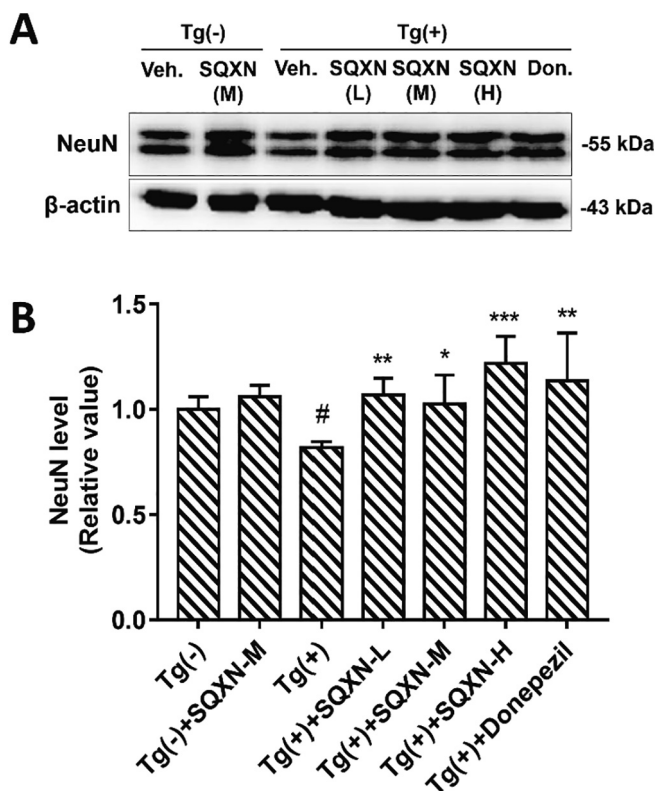 A
Tg(-) Tg(+)
Veh. SQXN Veh. SQXN SQXN SQXN Don.
(M) (L) (M) (H)
NeuN -55 kDa
β-actin -43 kDa
B
NeuN level
(Relative value)
1.5
1.0
0.5
0.0
# ** * *** **
Tg(-) Tg(-)+SQXN-M Tg(+) Tg(+)+SQXN-L Tg(+)+SQXN-M Tg(+)+SQXN-H Tg(+)+Donepezil